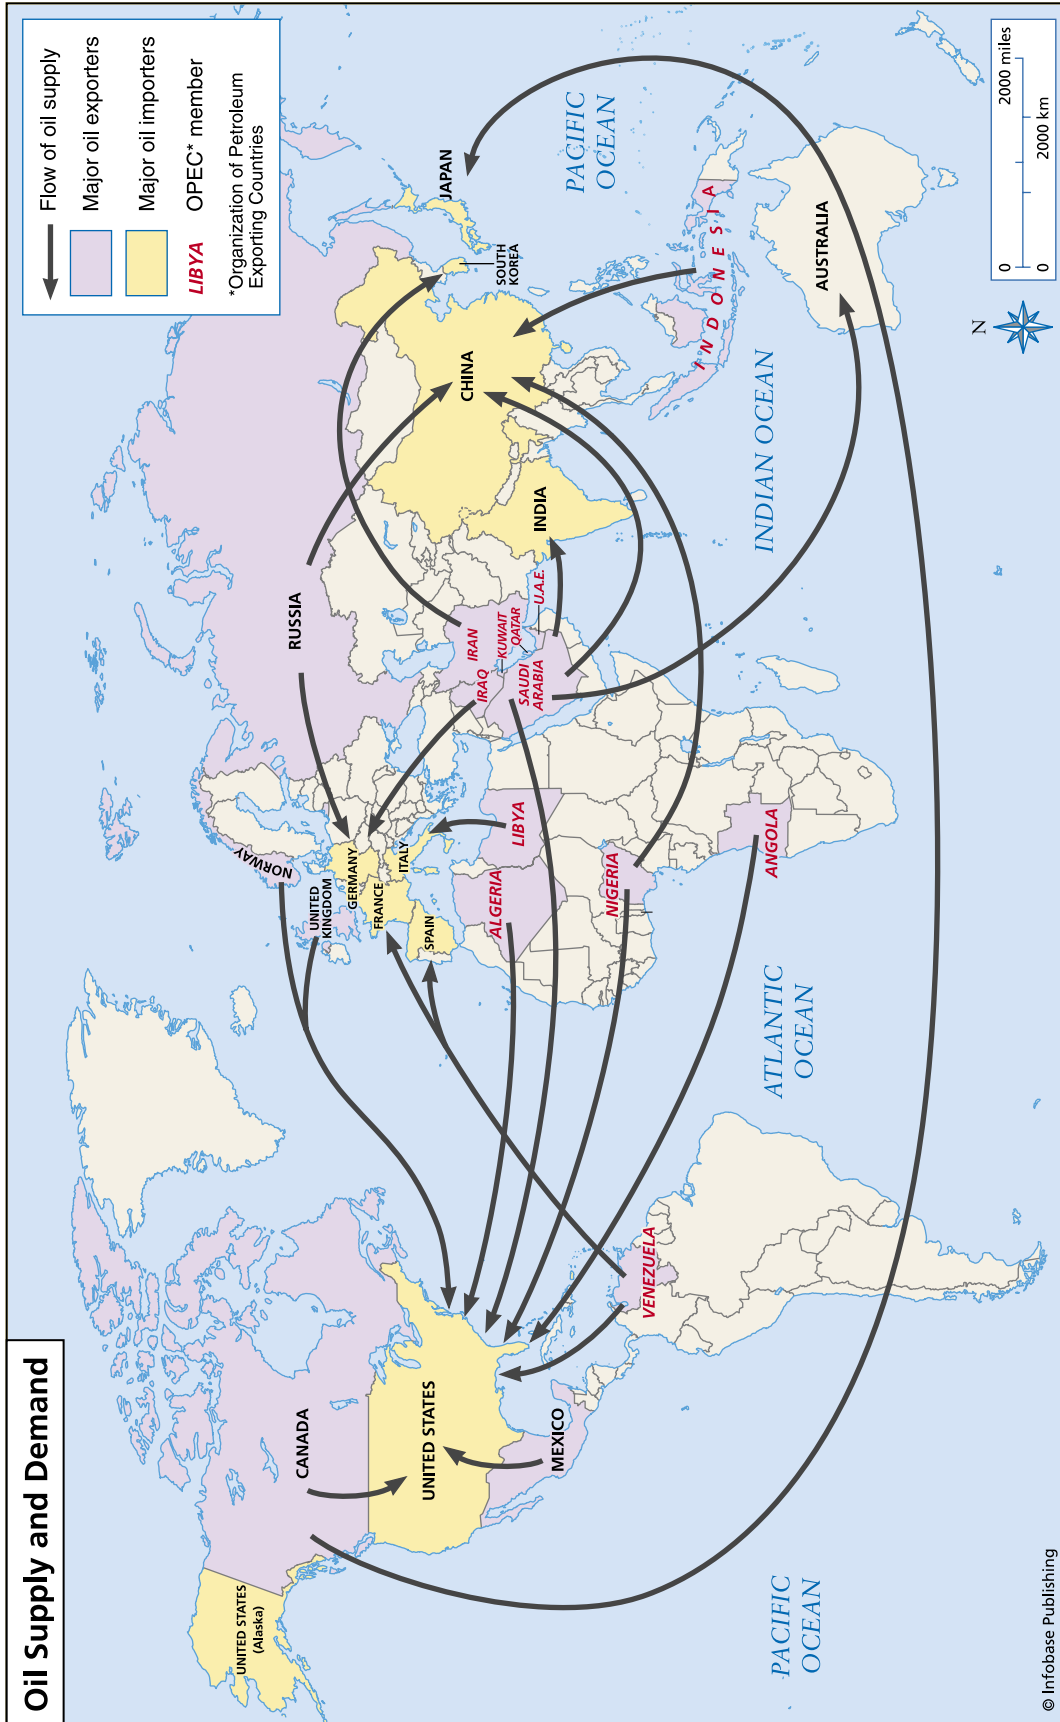 Oil Supply and Demand
Flow of oil supply
Major oil exporters
Major oil importers
LIBYA
OPEC* member
*Organization of Petroleum
Exporting Countries
UNITED STATES
(Alaska)
CANADA
UNITED STATES
MEXICO
VENEZUELA
NORWAY
UNITED
KINGDOM
GERMANY
FRANCE
ITALY
SPAIN
RUSSIA
ALGERIA
LIBYA
NIGERIA
ANGOLA
IRAQ
IRAN
KUWAIT
QATAR
U.A.E.
SAUDI
ARABIA
INDIA
CHINA
SOUTH
KOREA
JAPAN
INDONESIA
AUSTRALIA
PACIFIC
OCEAN
ATLANTIC
OCEAN
INDIAN OCEAN
PACIFIC
OCEAN
N
0 2000 miles
0 2000 km
© Infobase Publishing